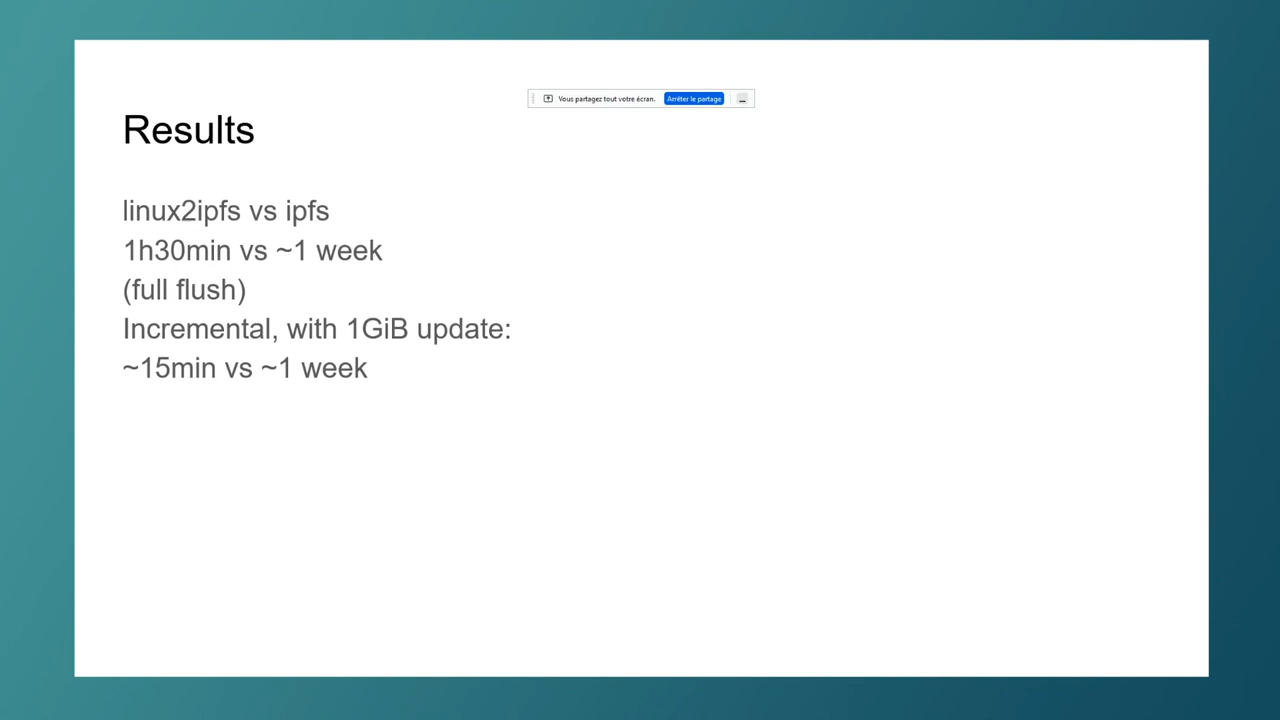 Vous partagez tout votre écran. Arrêter le partage
Results
linux2ipfs vs ipfs
1h30min vs ~1 week
(full flush)
Incremental, with 1GiB update:
~15min vs ~1 week